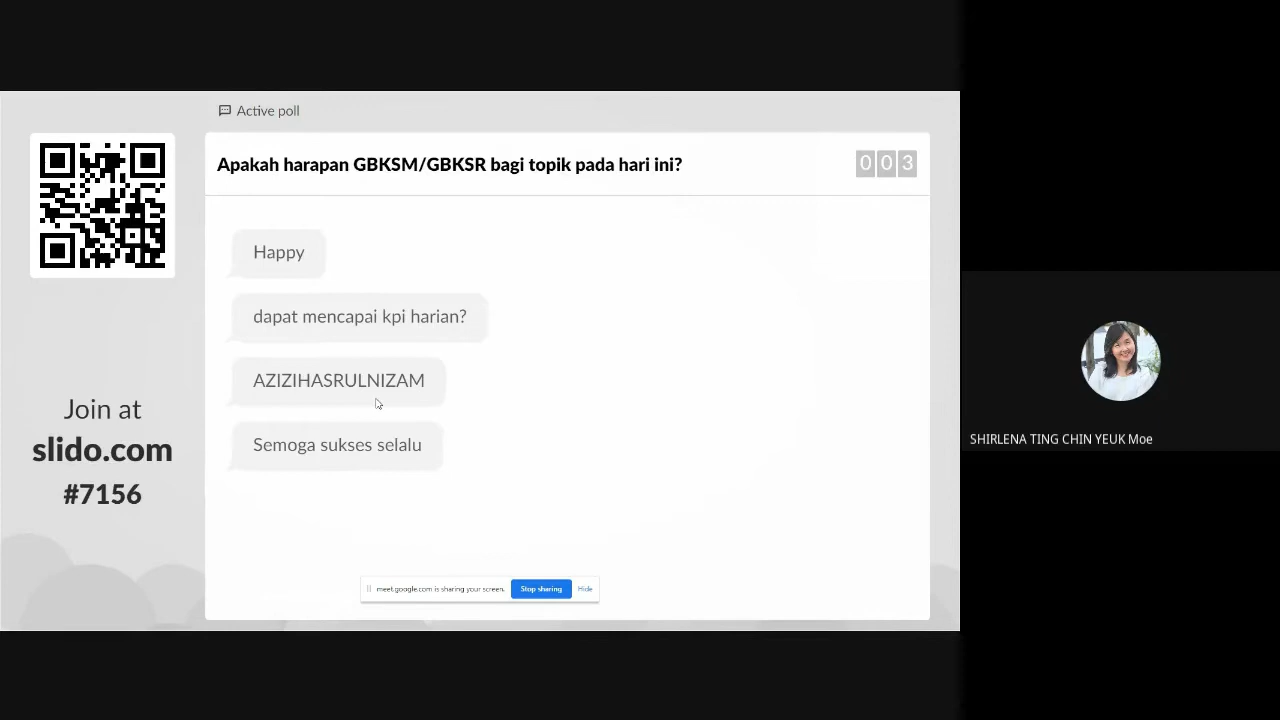 Active poll
Apakah harapan GBKSM/GBKSR bagi topik pada hari ini?
003
Happy
dapat mencapai kpi harian?
AZIZIHASRULNIZAM
Semoga sukses selalu
Join at
slido.com
#7156
meet.google.com is sharing your screen. Stop sharing Hide
SHIRLENA TING CHIN YEUK Moe